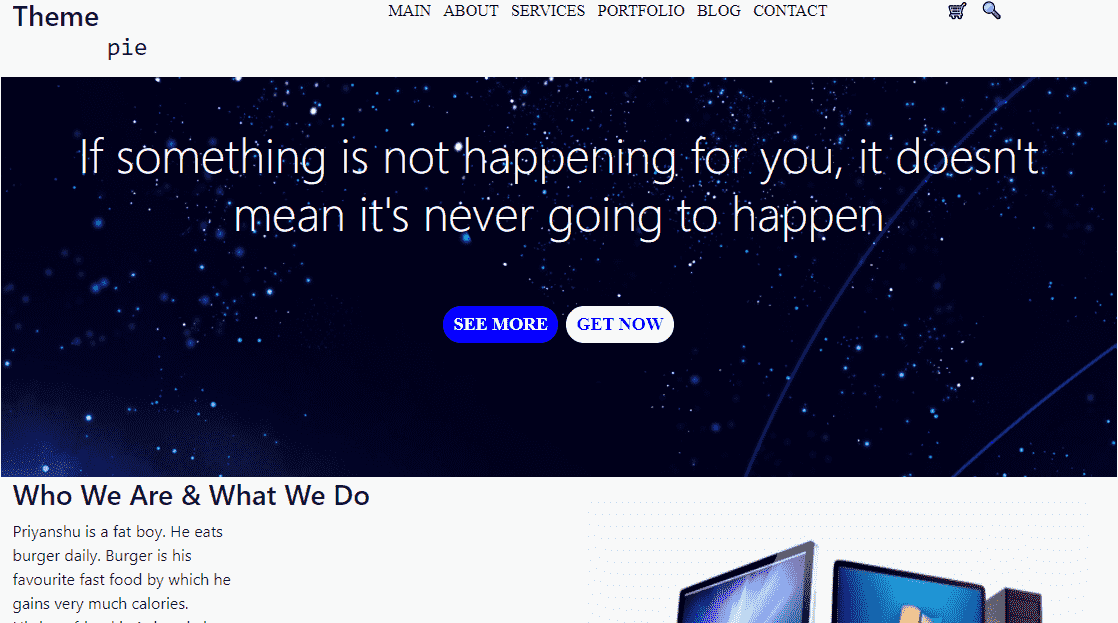 Theme
pie
MAIN ABOUT SERVICES PORTFOLIO BLOG CONTACT
If something is not happening for you, it doesn't
mean it's never going to happen
SEE MORE GET NOW
Who We Are & What We Do
Priyanshu is a fat boy. He eats
burger daily. Burger is his
favourite fast food by which he
gains very much calories.